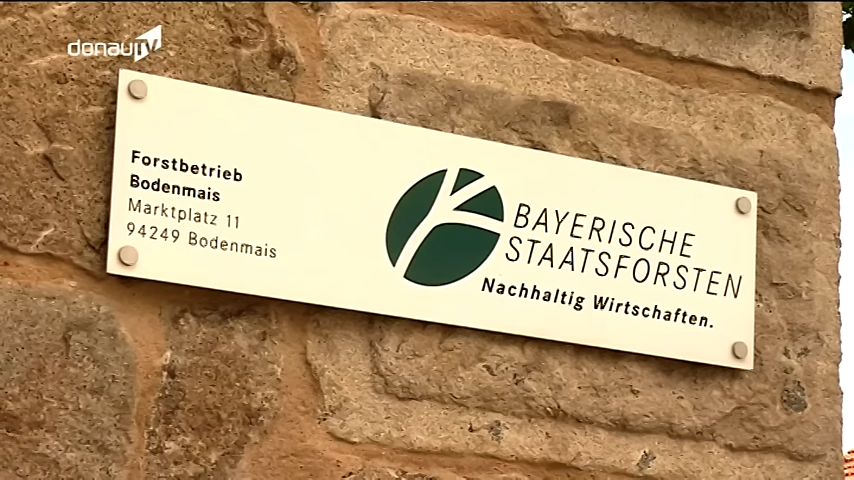 donau TV
Forstbetrieb
Bodenmais
Marktplatz 11
94249 Bodenmais
BAYERISCHE
STAATSFORSTEN
Nachhaltig Wirtschaften.